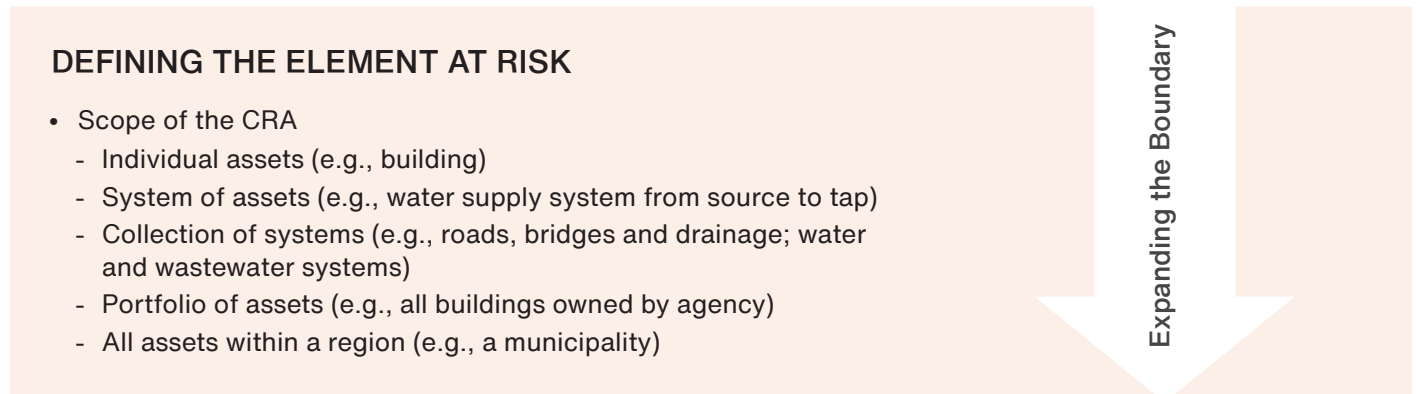 DEFINING THE ELEMENT AT RISK
• Scope of the CRA
- Individual assets (e.g., building)
- System of assets (e.g., water supply system from source to tap)
- Collection of systems (e.g., roads, bridges and drainage; water
and wastewater systems)
- Portfolio of assets (e.g., all buildings owned by agency)
- All assets within a region (e.g., a municipality)
Expanding the Boundary